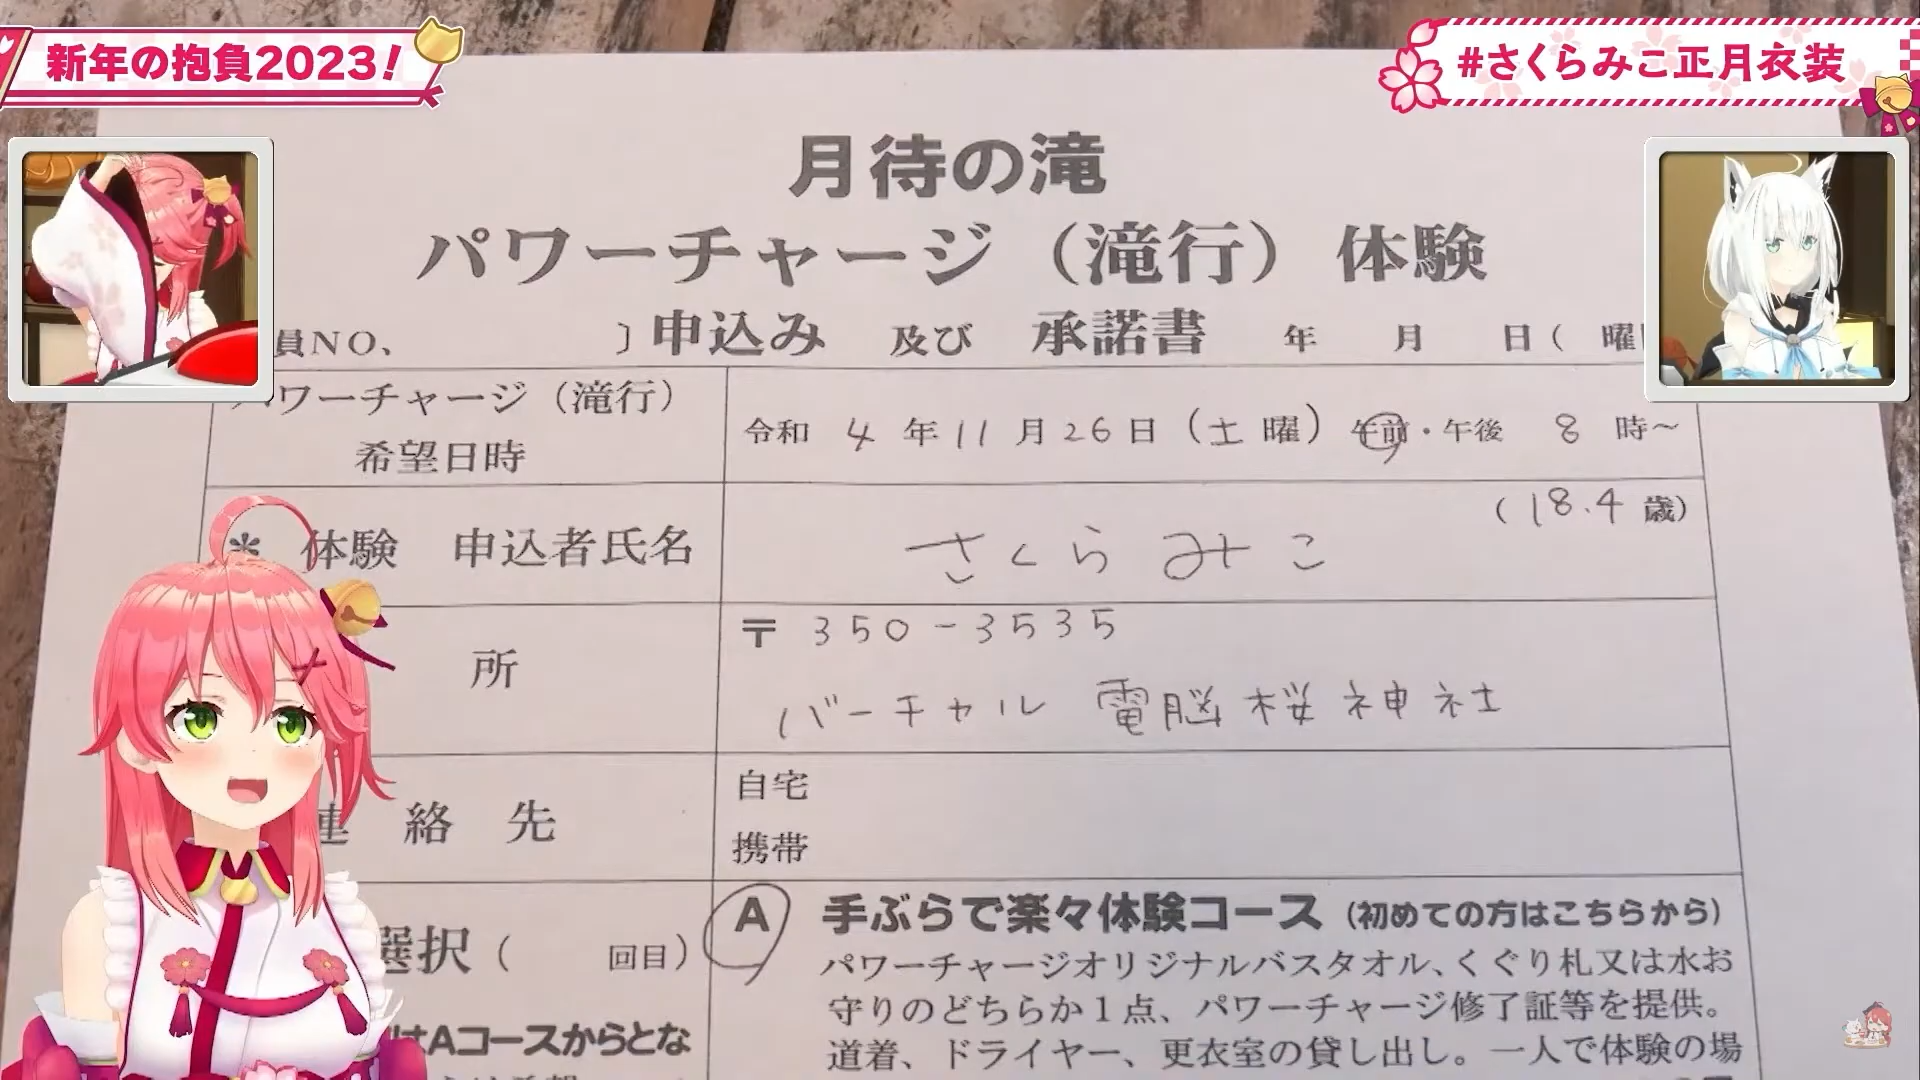 新年の抱負2023!
#さくらみこ正月衣装
月待の滝
パワーチャージ（滝行）体験
員NO、 〕申込み 及び 承諾書 年 月 日（ 曜
パワーチャージ（滝行）
希望日時
令和 4 年 11 月 26 日（土 曜）午前・午後 8 時～
＊ 体験 申込者氏名
（18.4 歳）
さくら みこ
所
〒 350-3535
バーチャル 電脳桜神社
連 絡 先
自宅
携帯
選択（ 回目）
A 手ぶらで楽々体験コース（初めての方はこちらから）
パワーチャージオリジナルバスタオル、くぐり札又は水お
守りのどちらか１点、パワーチャージ修了証等を提供。
はAコースからとな
道着、ドライヤー、更衣室の貸し出し。一人で体験の場